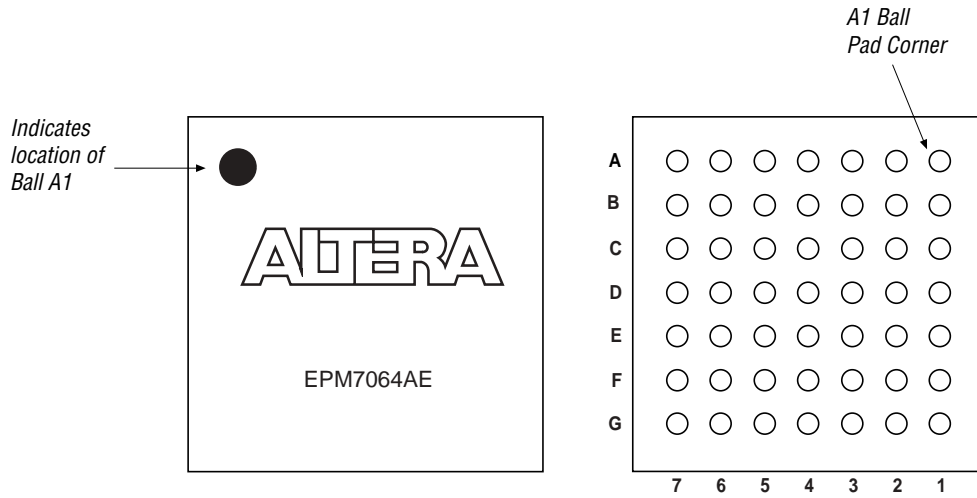 A1 Ball
Pad Corner
Indicates
location of
Ball A1
ALTERA
EPM7064AE
A
B
C
D
E
F
G
7 6 5 4 3 2 1